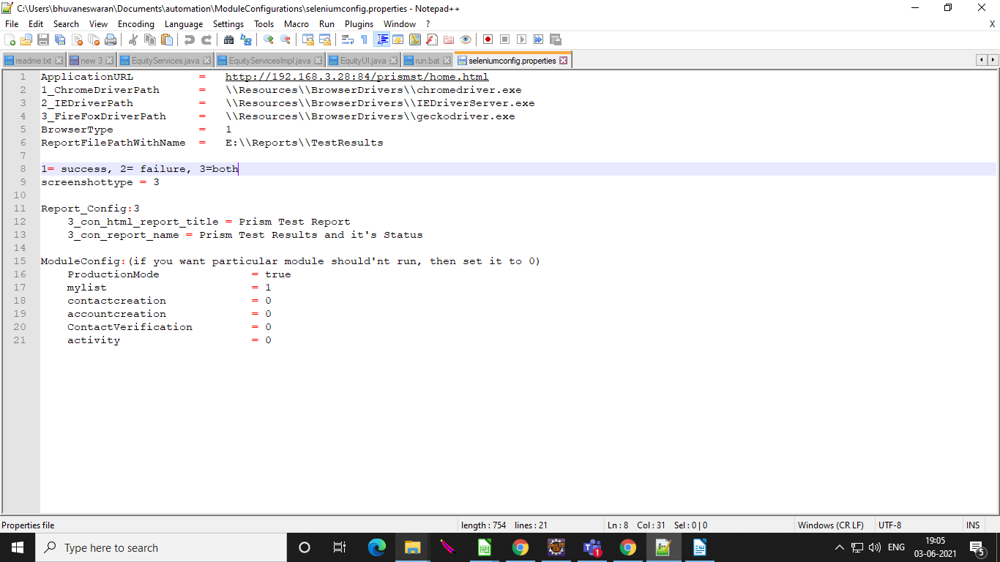 C:\Users\bhuvaneswaran\Documents\automation\ModuleConfigurations\seleniumconfig.properties - Notepad++
File Edit Search View Encoding Language Settings Tools Macro Run Plugins Window ? X
readme.txt new 3 EquityServices.java EquityServicesImpl.java EquityUI.java run.bat seleniumconfig.properties
1 ApplicationURL = http://192.168.3.28:84/prismst/home.html
2 1_ChromeDriverPath = \\Resources\\BrowserDrivers\\chromedriver.exe
3 2_IEDriverPath = \\Resources\\BrowserDrivers\\IEDriverServer.exe
4 3_FireFoxDriverPath = \\Resources\\BrowserDrivers\\geckodriver.exe
5 BrowserType = 1
6 ReportFilePathWithName = E:\\Reports\\TestResults
7
8 1= success, 2= failure, 3=both
9 screenshottype = 3
10
11 Report_Config:3
12 3_con_html_report_title = Prism Test Report
13 3_con_report_name = Prism Test Results and it's Status
14
15 ModuleConfig:(if you want particular module should'nt run, then set it to 0)
16 ProductionMode = true
17 mylist = 1
18 contactcreation = 0
19 accountcreation = 0
20 ContactVerification = 0
21 activity = 0
Properties file length : 754 lines : 21 Ln : 8 Col : 31 Sel : 0 | 0 Windows (CR LF) UTF-8 INS
Type here to search ENG 19:05
03-06-2021
5